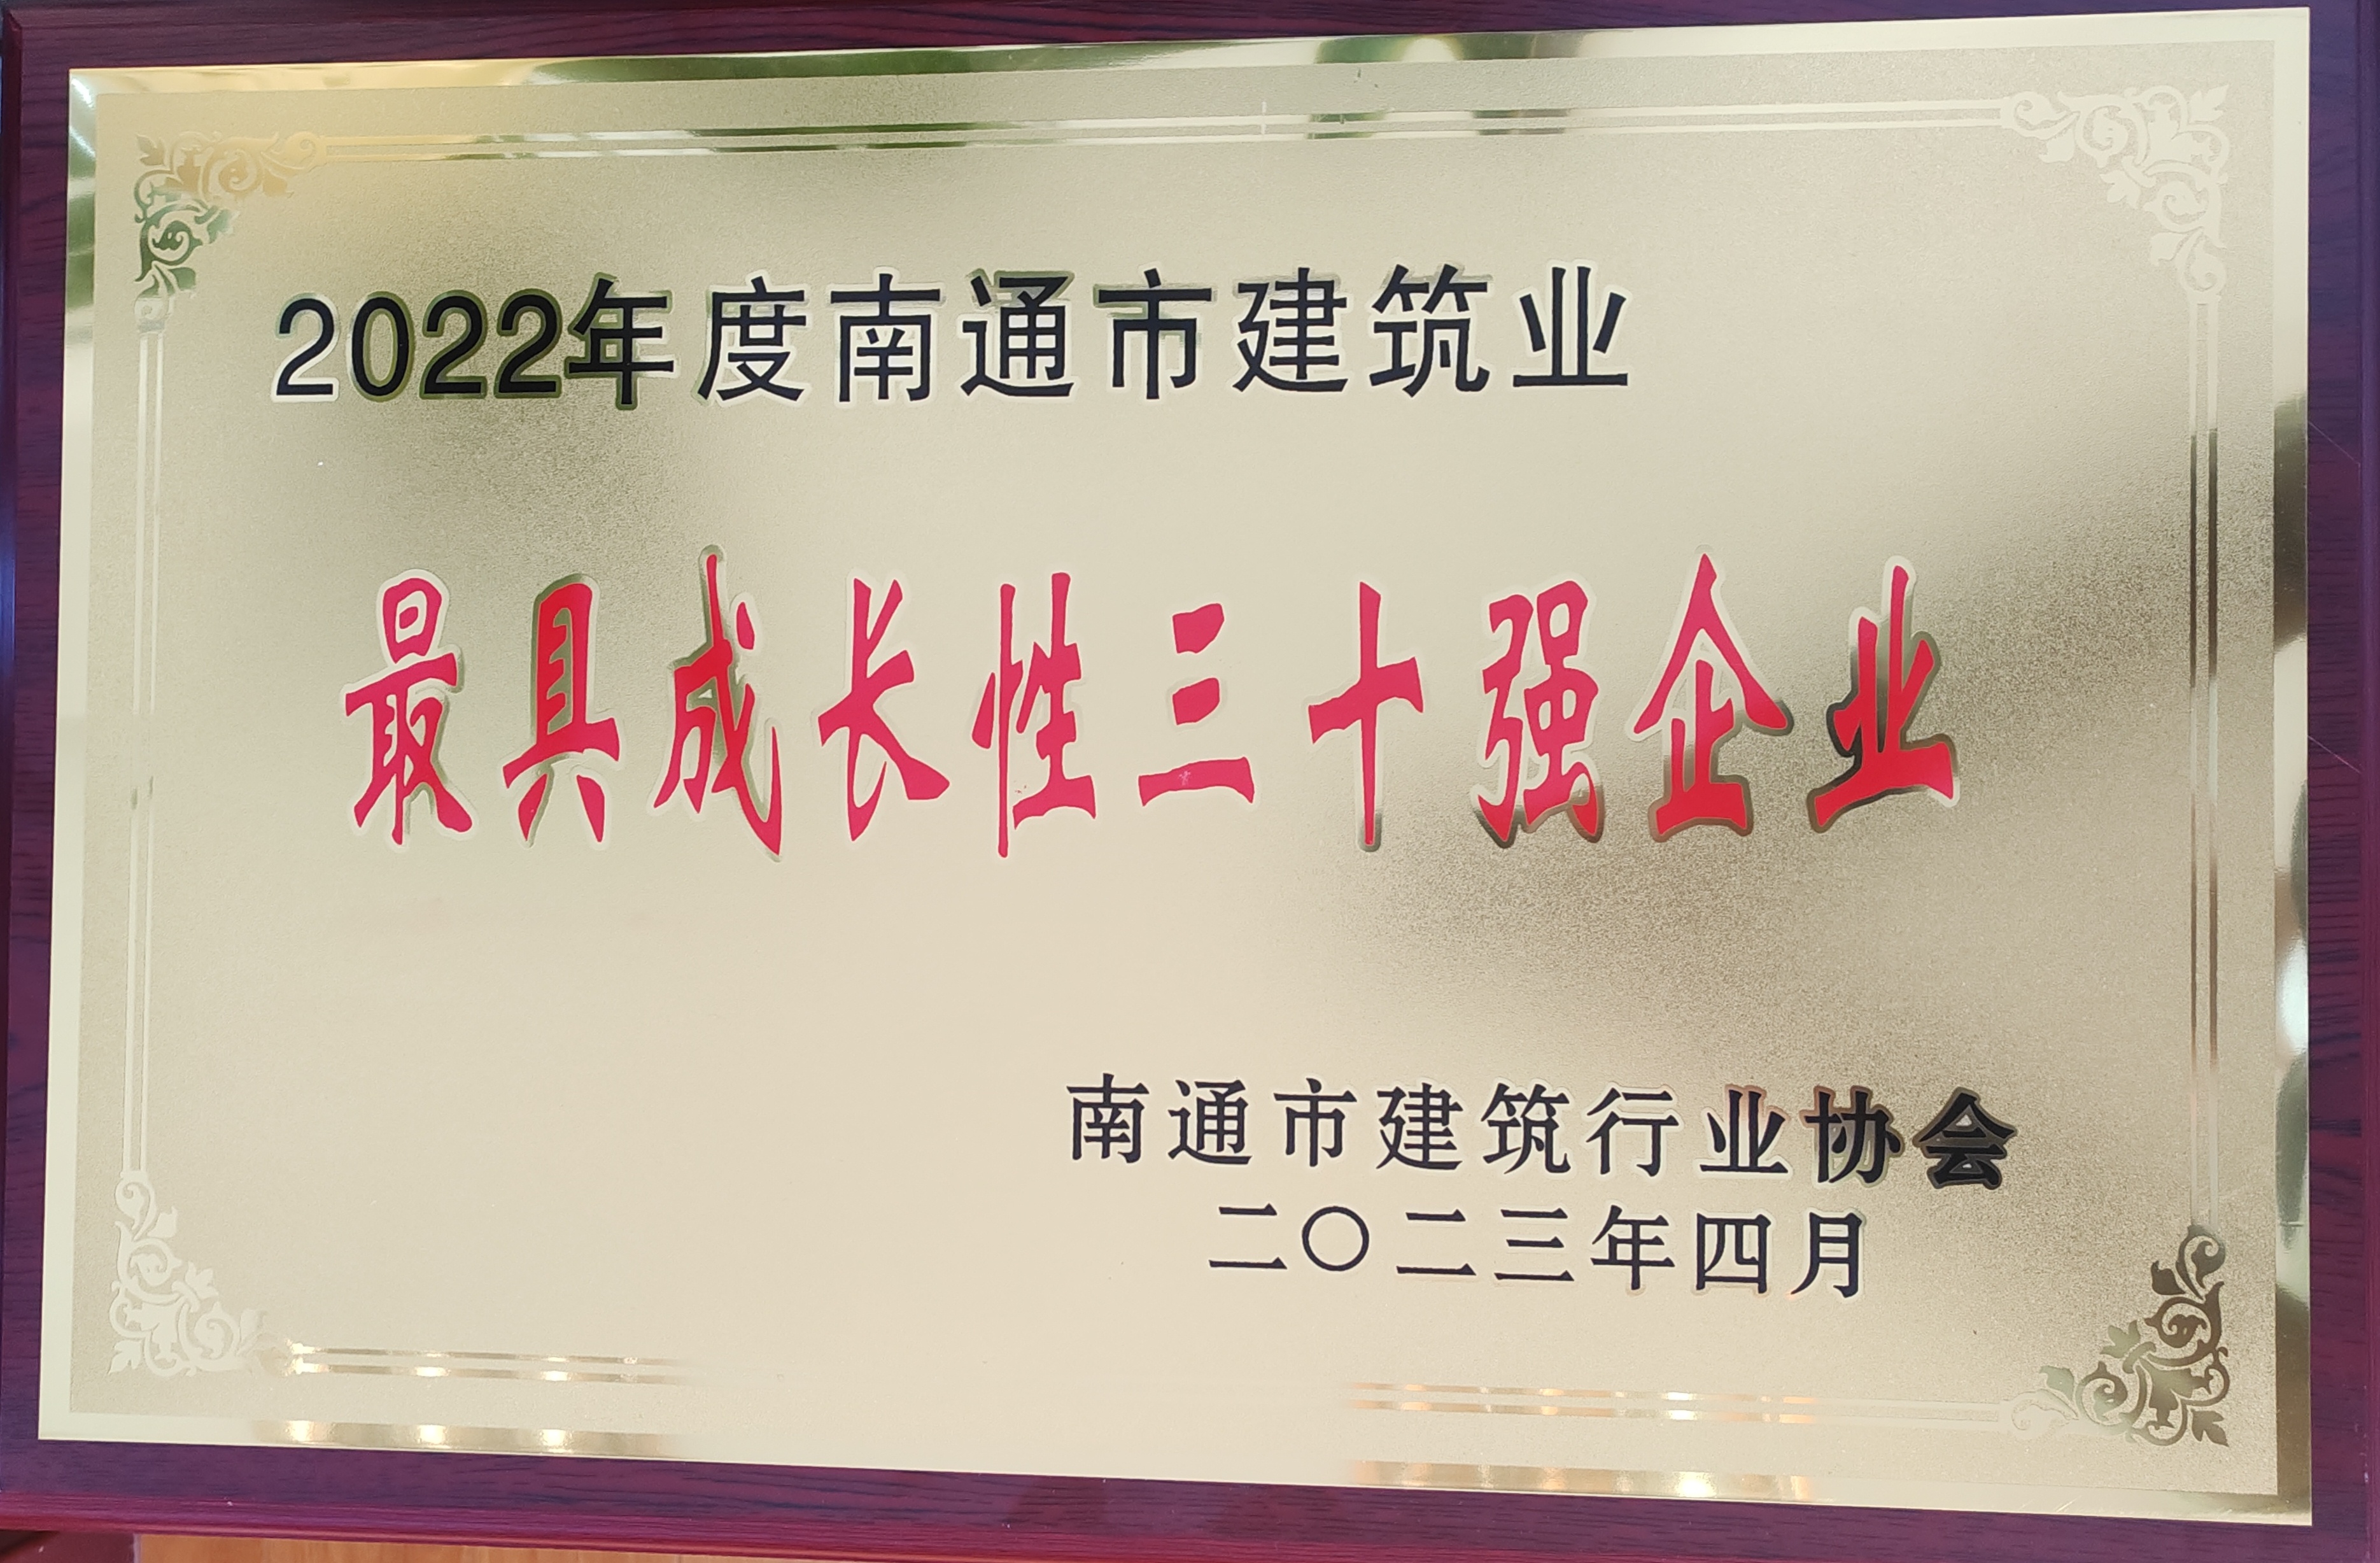 2022年度南通市建筑业
最具成长性三十强企业
南通市建筑行业协会
二〇二三年四月